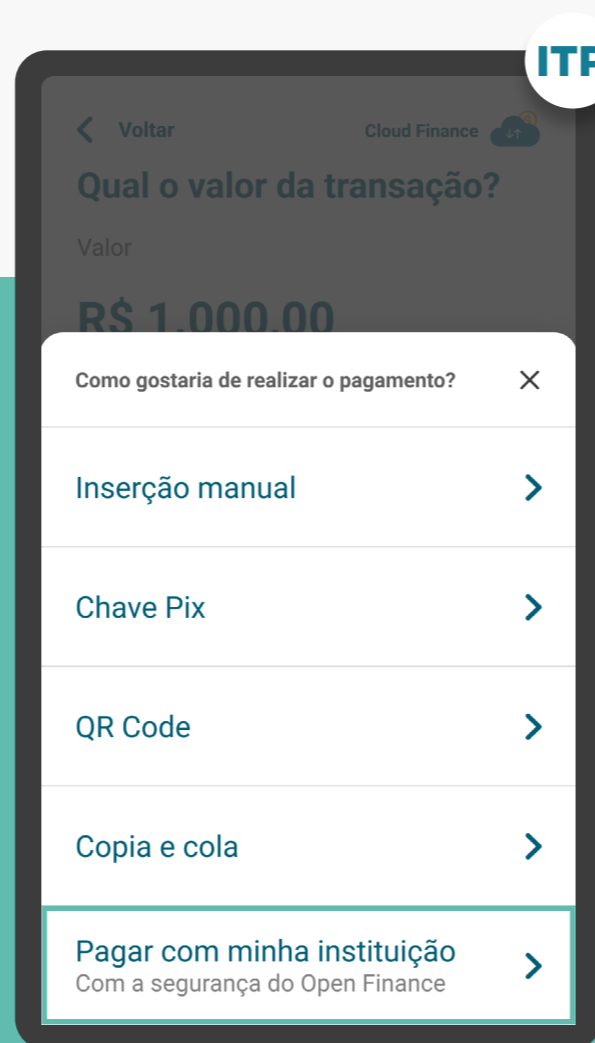 ITP
Voltar
Cloud Finance
Qual o valor da transação?
Valor
R$ 1.000,00
Como gostaria de realizar o pagamento?
Inserção manual
Chave Pix
QR Code
Copia e cola
Pagar com minha instituição
Com a segurança do Open Finance